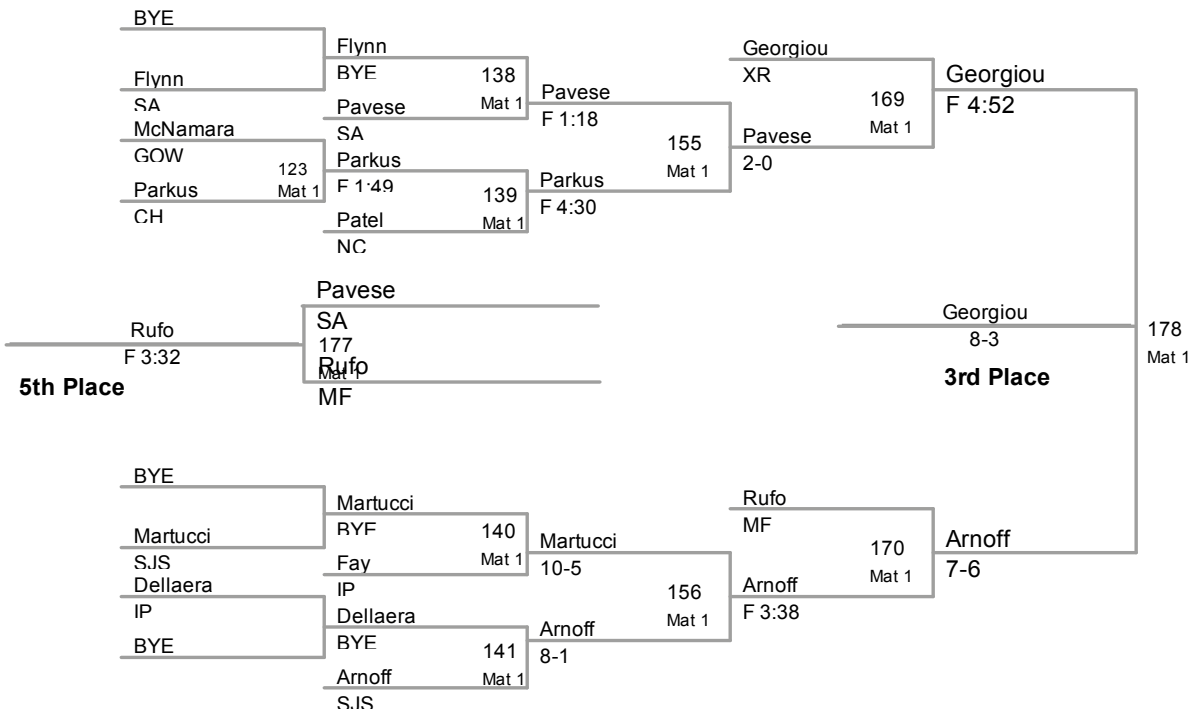 BYE
Flynn
SA
McNamara
GOW
Parkus
CH
123
Mat 1
Flynn
BYE
Pavese
SA
Parkus
F 1:49
Patel
NC
138
Mat 1
139
Mat 1
Pavese
F 1:18
Parkus
F 4:30
155
Mat 1
Georgiou
XR
Pavese
2-0
169
Mat 1
Georgiou
F 4:52
Rufo
F 3:32
5th Place
Pavese
SA
177
Mat 1
Rufo
MF
Georgiou
8-3
3rd Place
178
Mat 1
BYE
Martucci
SJS
Dellaera
IP
BYE
Martucci
BYE
Fay
IP
Dellaera
BYE
Arnoff
SJS
140
Mat 1
141
Mat 1
Martucci
10-5
Arnoff
8-1
156
Mat 1
Rufo
MF
Arnoff
F 3:38
170
Mat 1
Arnoff
7-6